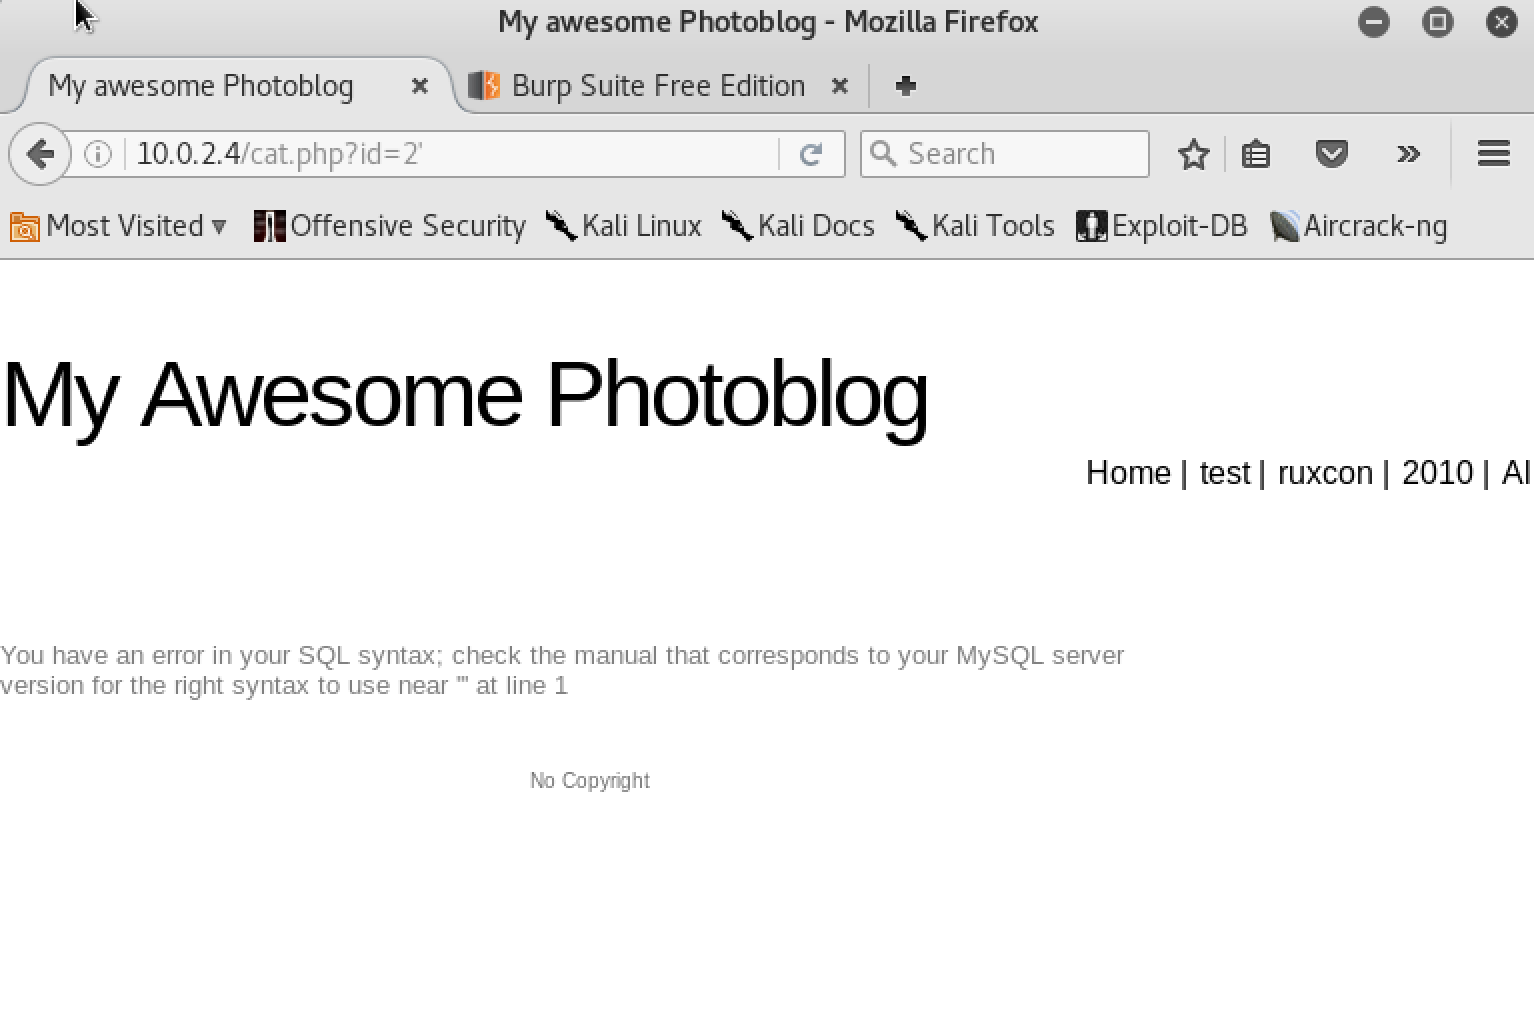 My awesome Photoblog - Mozilla Firefox
My awesome Photoblog
Burp Suite Free Edition
10.0.2.4/cat.php?id=2'
Search
Most Visited Offensive Security Kali Linux Kali Docs Kali Tools Exploit-DB Aircrack-ng
My Awesome Photoblog
Home | test | ruxcon | 2010 | Al
You have an error in your SQL syntax; check the manual that corresponds to your MySQL server
version for the right syntax to use near ''' at line 1
No Copyright